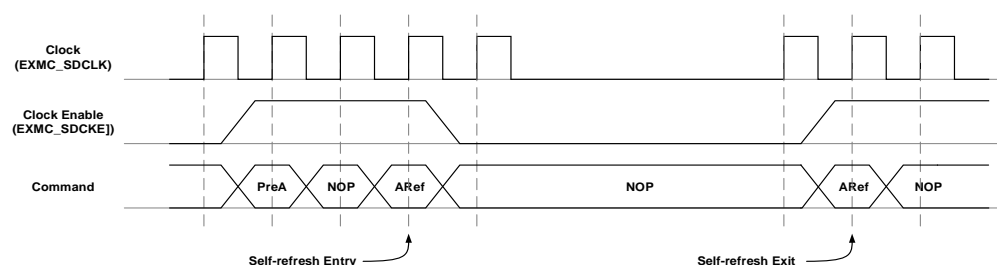 Clock
(EXMC_SDCLK)
Clock Enable
(EXMC_SDCKE])
Command
PreA
NOP
ARef
NOP
ARef
NOP
Self-refresh Entry
Self-refresh Exit